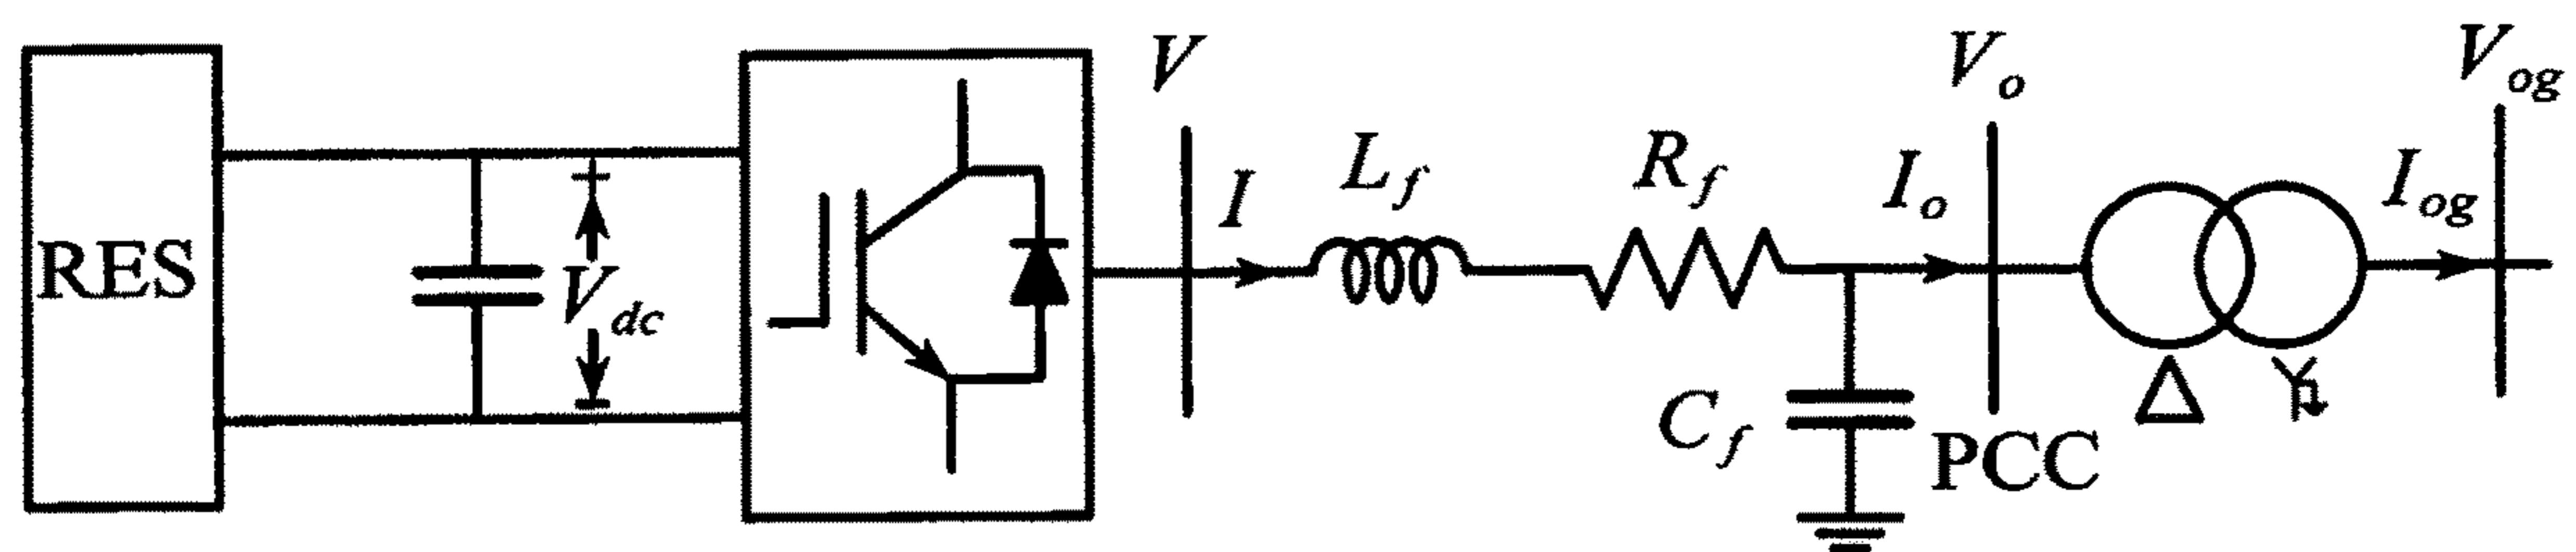 RES
V_dc
V
I
L_f
R_f
C_f
I_o
V_o
PCC
Δ
Y
I_og
V_og